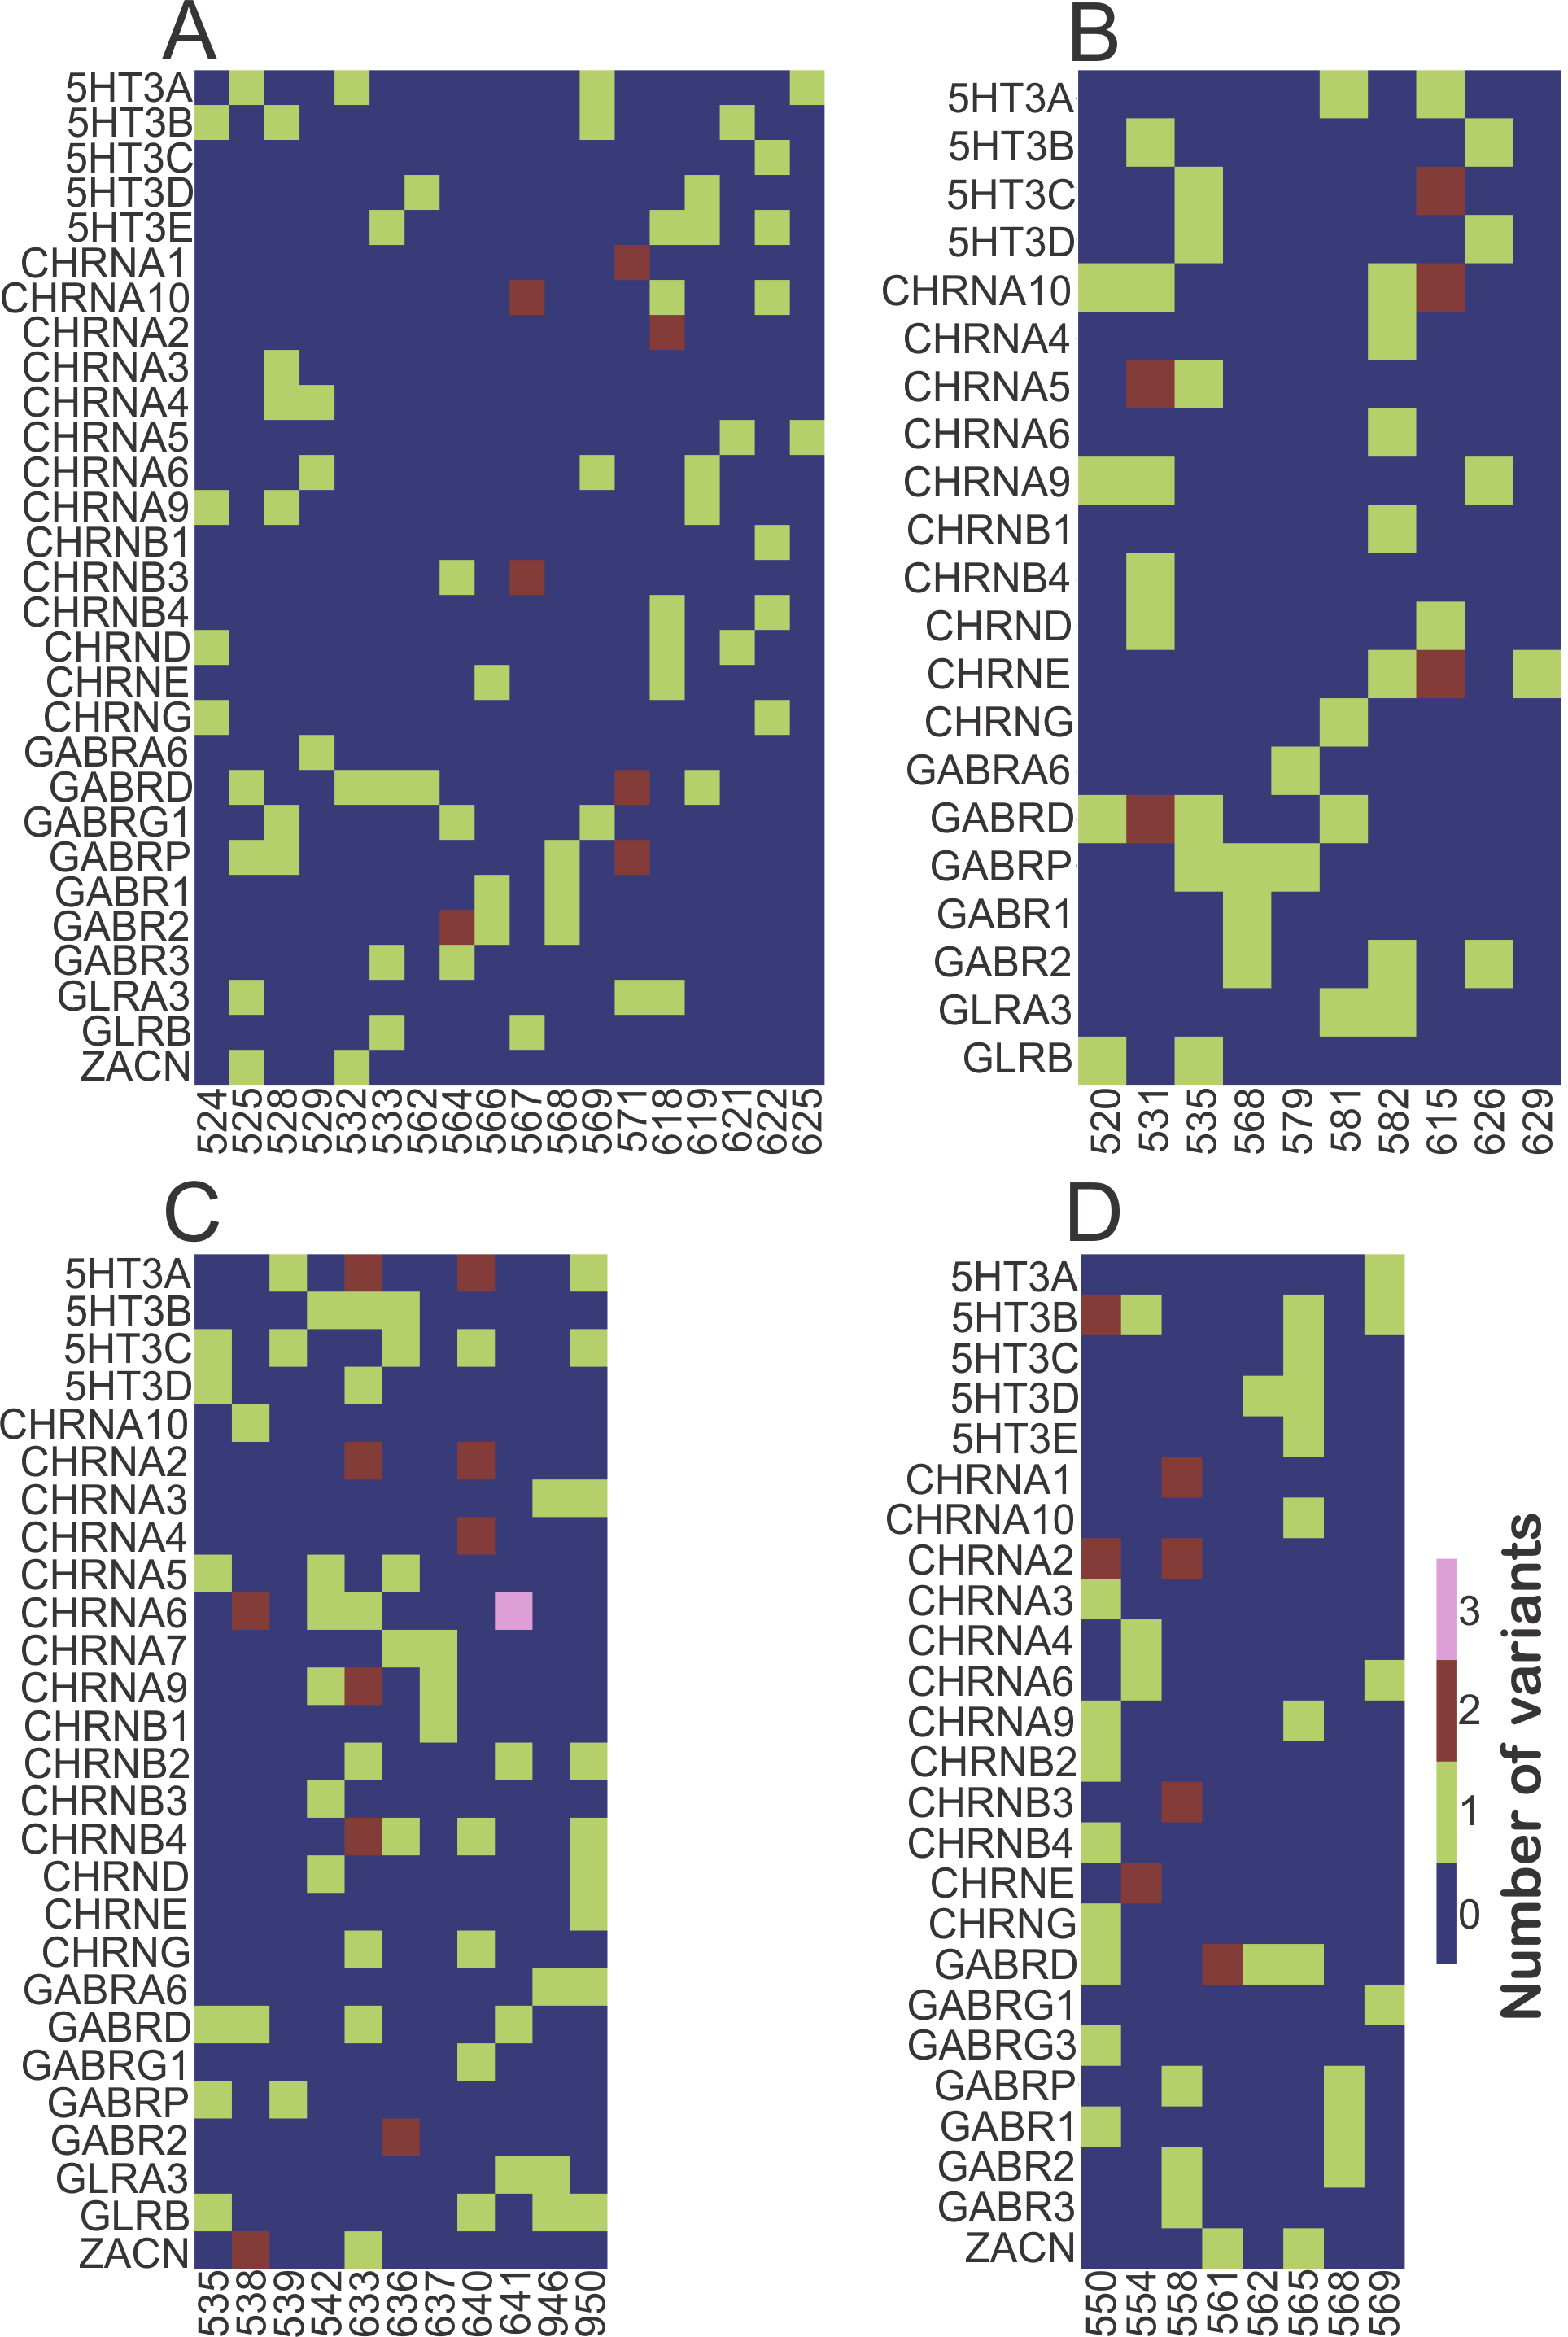 A
5HT3A
5HT3B
5HT3C
5HT3D
5HT3E
CHRNA1
CHRNA10
CHRNA2
CHRNA3
CHRNA4
CHRNA5
CHRNA6
CHRNA9
CHRNB1
CHRNB3
CHRNB4
CHRND
CHRNE
CHRNG
GABRA6
GABRD
GABRG1
GABRP
GABR1
GABR2
GABR3
GLRA3
GLRB
ZACN
524 525 528 529 532 533 562 564 566 567 568 569 571 618 619 621 622 625
B
5HT3A
5HT3B
5HT3C
5HT3D
CHRNA10
CHRNA4
CHRNA5
CHRNA6
CHRNA9
CHRNB1
CHRNB4
CHRND
CHRNE
CHRNG
GABRA6
GABRD
GABRP
GABR1
GABR2
GLRA3
GLRB
520 531 535 568 579 581 582 615 626 629
C
5HT3A
5HT3B
5HT3C
5HT3D
CHRNA10
CHRNA2
CHRNA3
CHRNA4
CHRNA5
CHRNA6
CHRNA7
CHRNA9
CHRNB1
CHRNB2
CHRNB3
CHRNB4
CHRND
CHRNE
CHRNG
GABRA6
GABRD
GABRG1
GABRP
GABR2
GLRA3
GLRB
ZACN
535 538 539 542 633 636 637 640 641 946 950
D
5HT3A
5HT3B
5HT3C
5HT3D
5HT3E
CHRNA1
CHRNA10
CHRNA2
CHRNA3
CHRNA4
CHRNA6
CHRNA9
CHRNB2
CHRNB3
CHRNB4
CHRNE
CHRNG
GABRD
GABRG1
GABRG3
GABRP
GABR1
GABR2
GABR3
ZACN
550 554 558 561 562 565 568 569
3
2
1
0
Number of variants